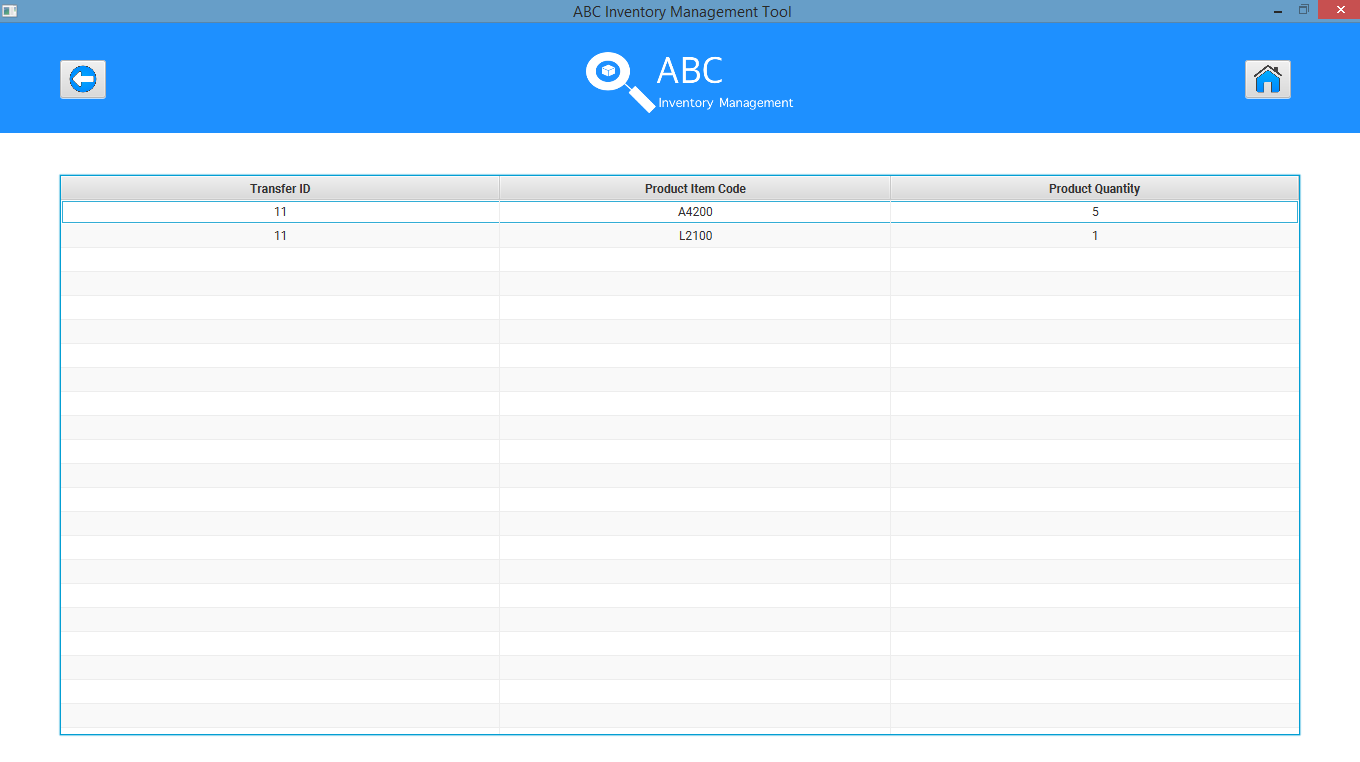 ABC Inventory Management Tool
ABC
Inventory Management
Transfer ID Product Item Code Product Quantity
11 A4200 5
11 L2100 1